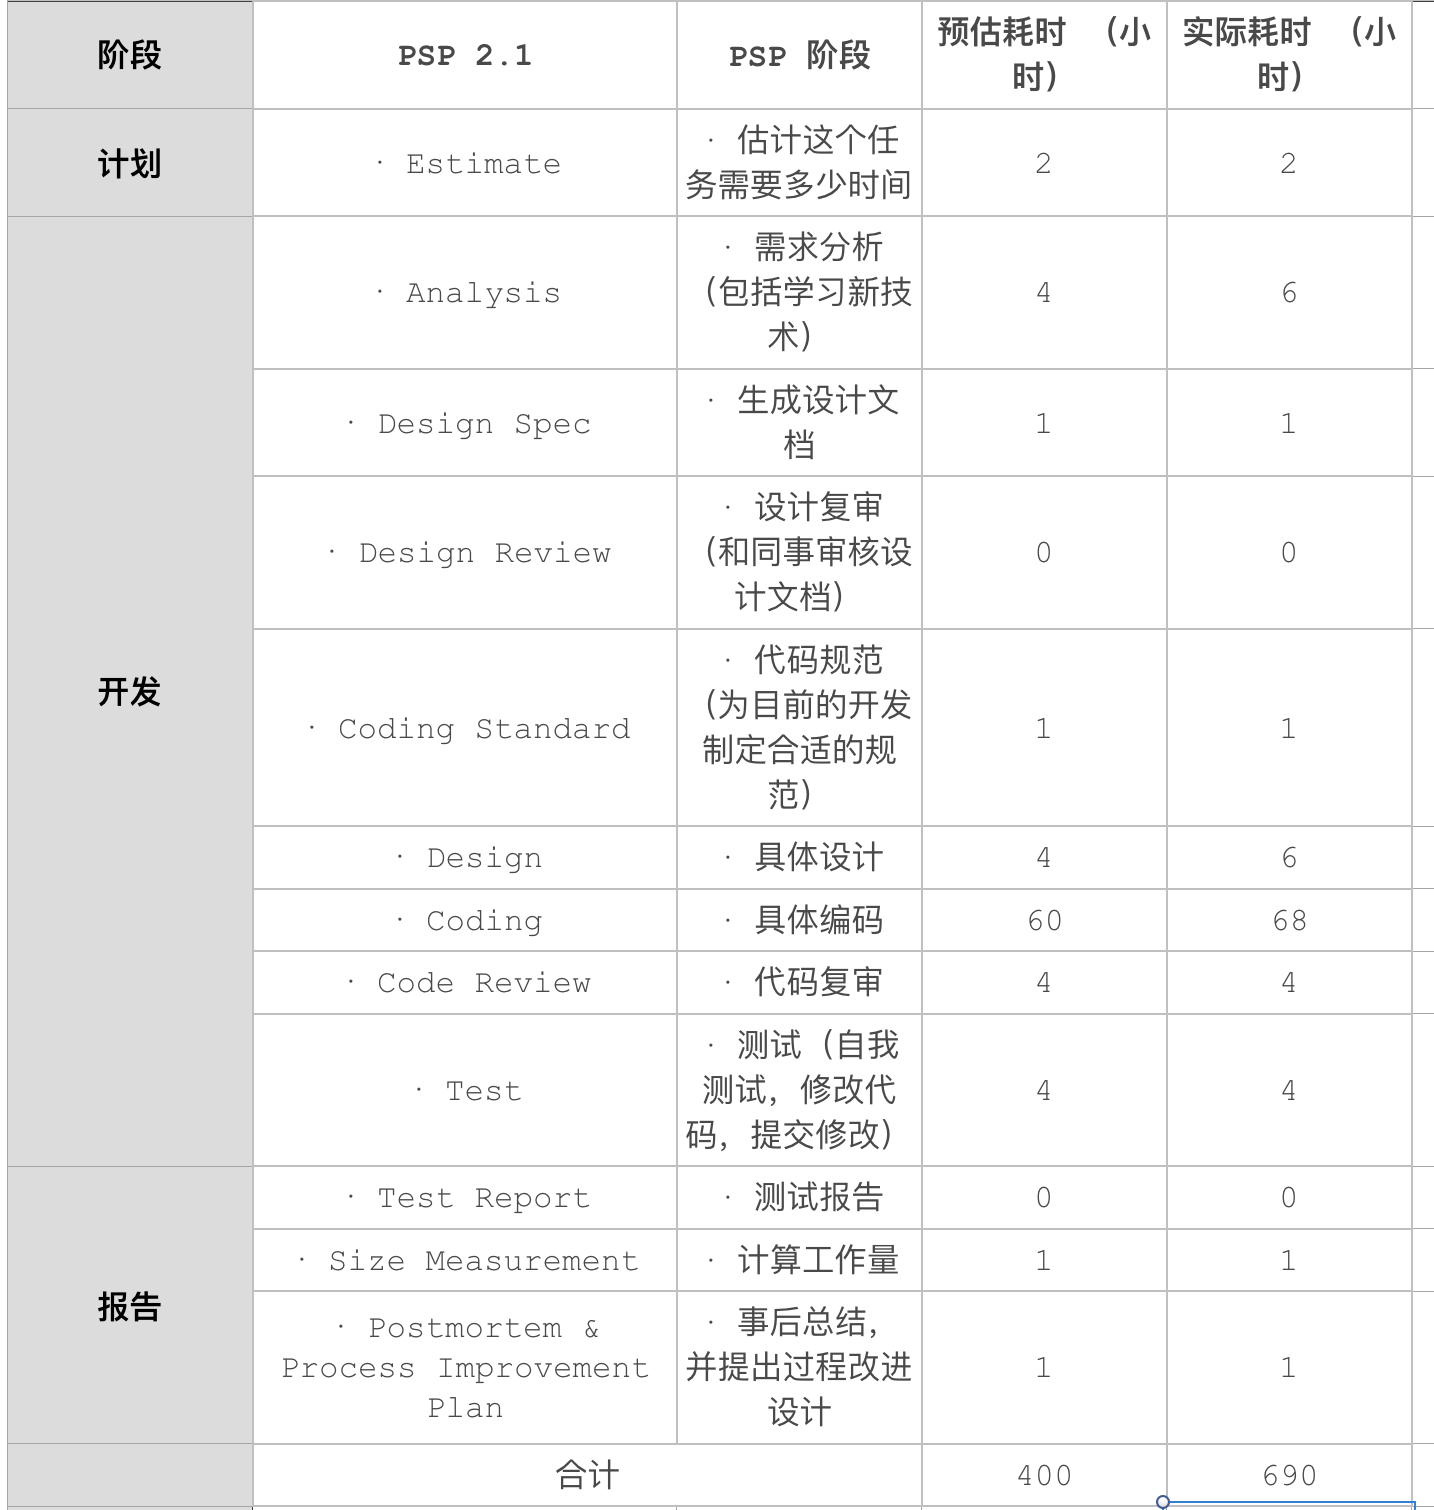 阶段
PSP 2.1
PSP 阶段
预估耗时 （小
时）
实际耗时 （小
时）
计划
· Estimate
· 估计这个任
务需要多少时间
2
2
开发
· Analysis
· 需求分析
（包括学习新技
术）
4
6
· Design Spec
· 生成设计文
档
1
1
· Design Review
· 设计复审
（和同事审核设
计文档）
0
0
· Coding Standard
· 代码规范
（为目前的开发
制定合适的规
范）
1
1
· Design
· 具体设计
4
6
· Coding
· 具体编码
60
68
· Code Review
· 代码复审
4
4
· Test
· 测试（自我
测试，修改代
码，提交修改）
4
4
报告
· Test Report
· 测试报告
0
0
· Size Measurement
· 计算工作量
1
1
· Postmortem &
Process Improvement
Plan
· 事后总结，
并提出过程改进
设计
1
1
合计
400
690